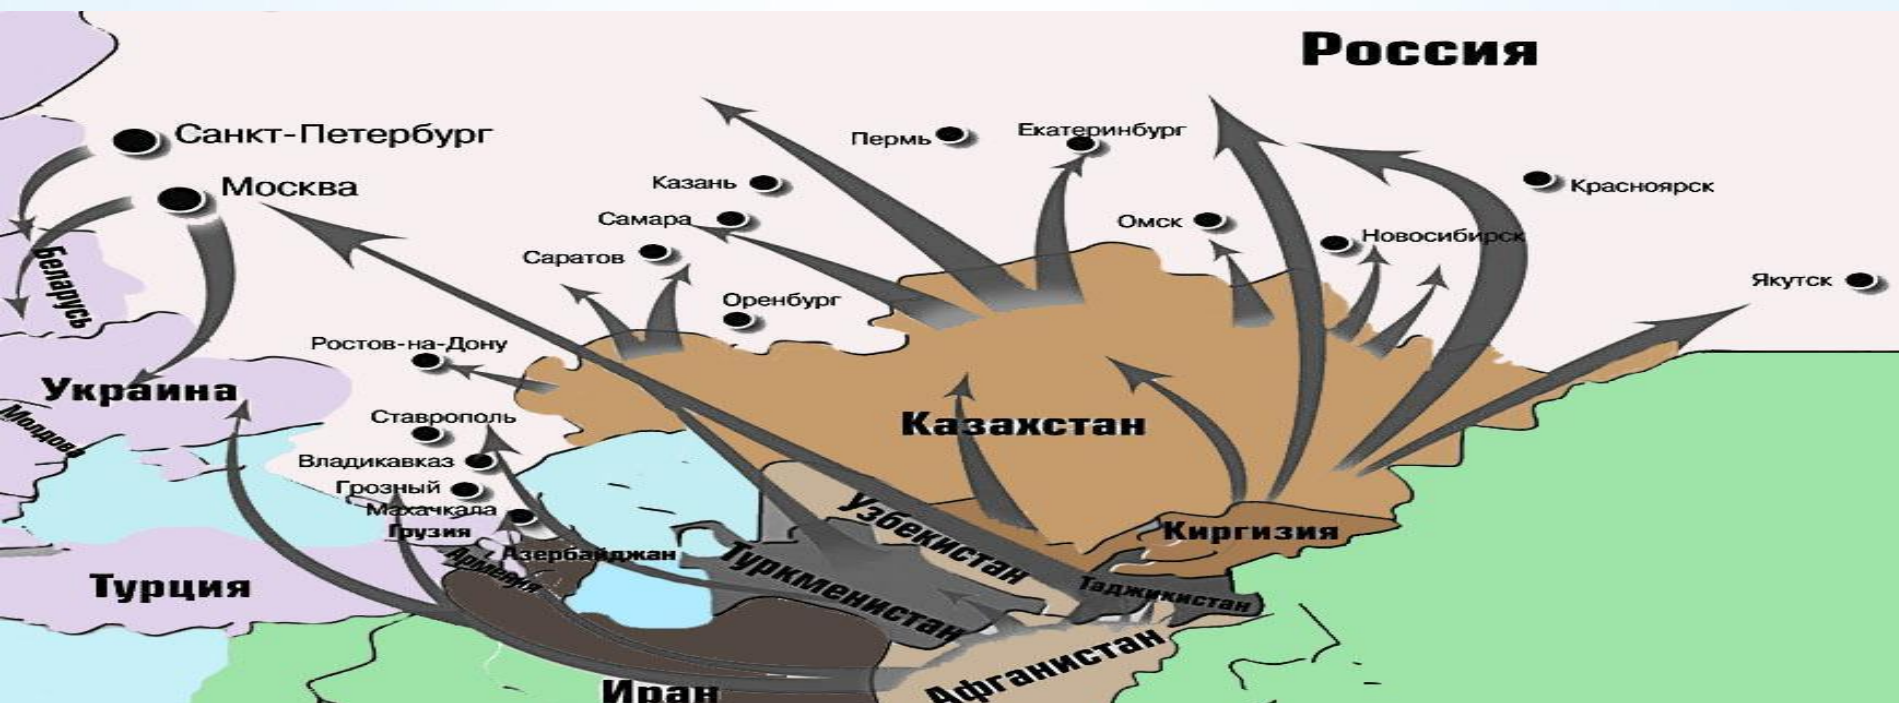 Россия
Санкт-Петербург
Москва
Пермь
Екатеринбург
Казань
Самара
Саратов
Оренбург
Омск
Новосибирск
Красноярск
Якутск
Беларусь
Ростов-на-Дону
Украина
Молдова
Ставрополь
Владикавказ
Грозный
Махачкала
Грузия
Армения
Азербайджан
Казахстан
Узбекистан
Киргизия
Туркменистан
Таджикистан
Турция
Афганистан
Иран